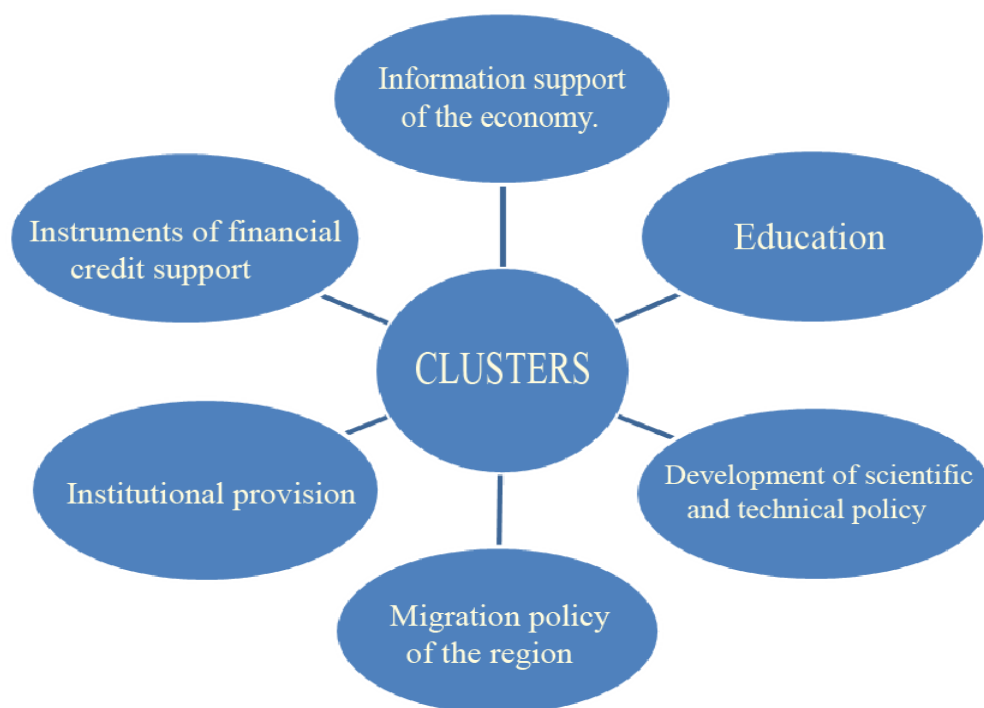 Information support
of the economy.
Instruments of financial
credit support
Education
CLUSTERS
Institutional provision
Development of scientific
and technical policy
Migration policy
of the region